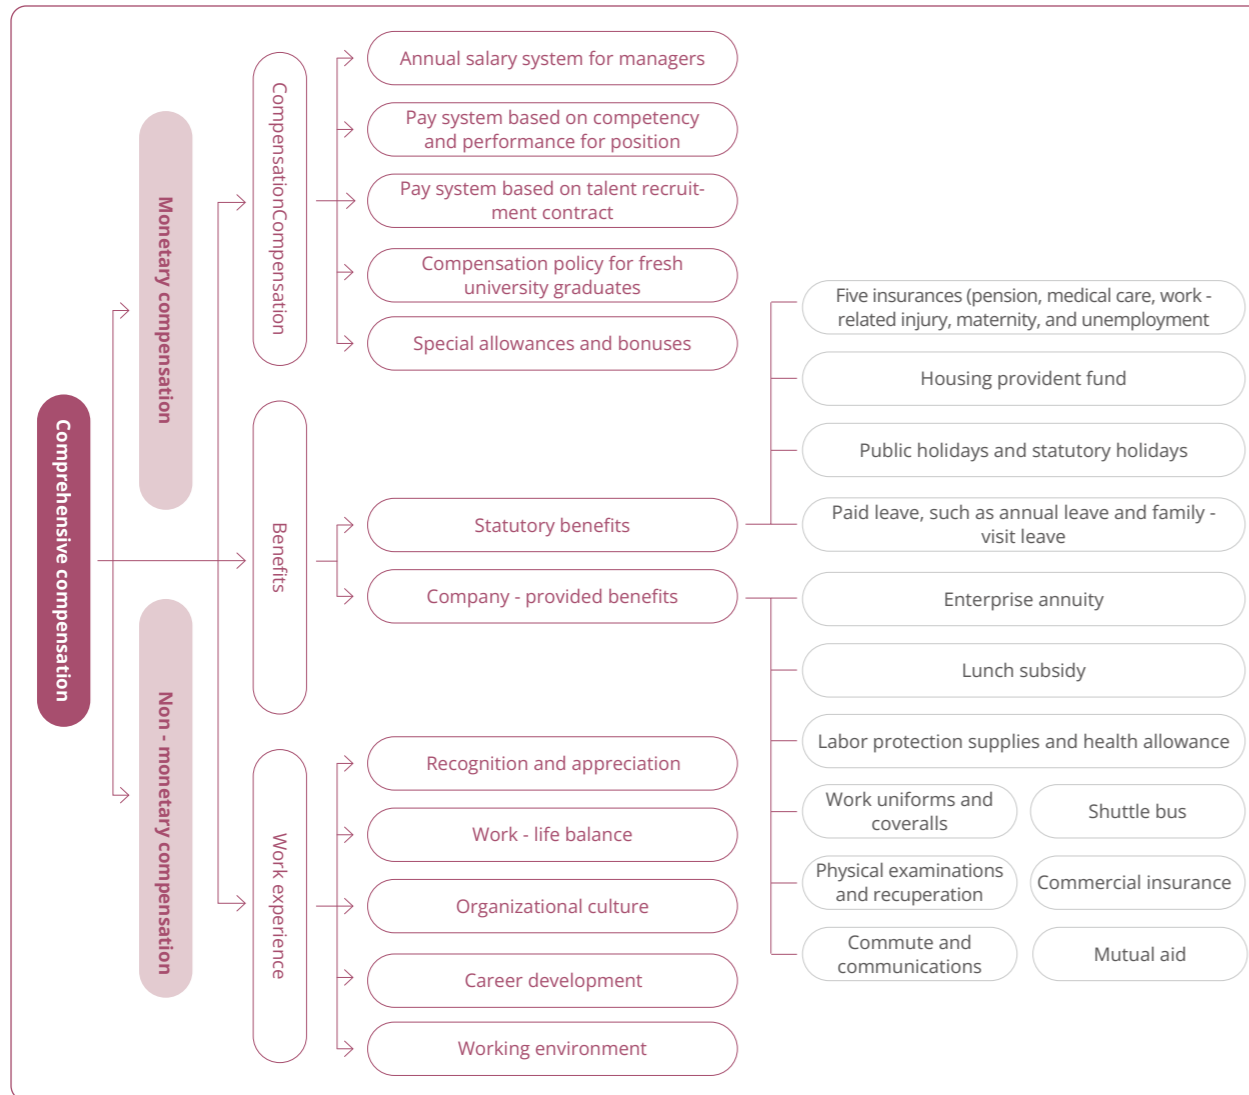 Comprehensive compensation
Monetary compensation
Non - monetary compensation
CompensationCompensation
Annual salary system for managers
Pay system based on competency
and performance for position
Pay system based on talent recruit-
ment contract
Compensation policy for fresh
university graduates
Special allowances and bonuses
Benefits
Statutory benefits
Five insurances (pension, medical care, work -
related injury, maternity, and unemployment
Housing provident fund
Public holidays and statutory holidays
Paid leave, such as annual leave and family -
visit leave
Company - provided benefits
Enterprise annuity
Lunch subsidy
Labor protection supplies and health allowance
Work uniforms and
coveralls
Shuttle bus
Physical examinations
and recuperation
Commercial insurance
Commute and
communications
Mutual aid
Work experience
Recognition and appreciation
Work - life balance
Organizational culture
Career development
Working environment